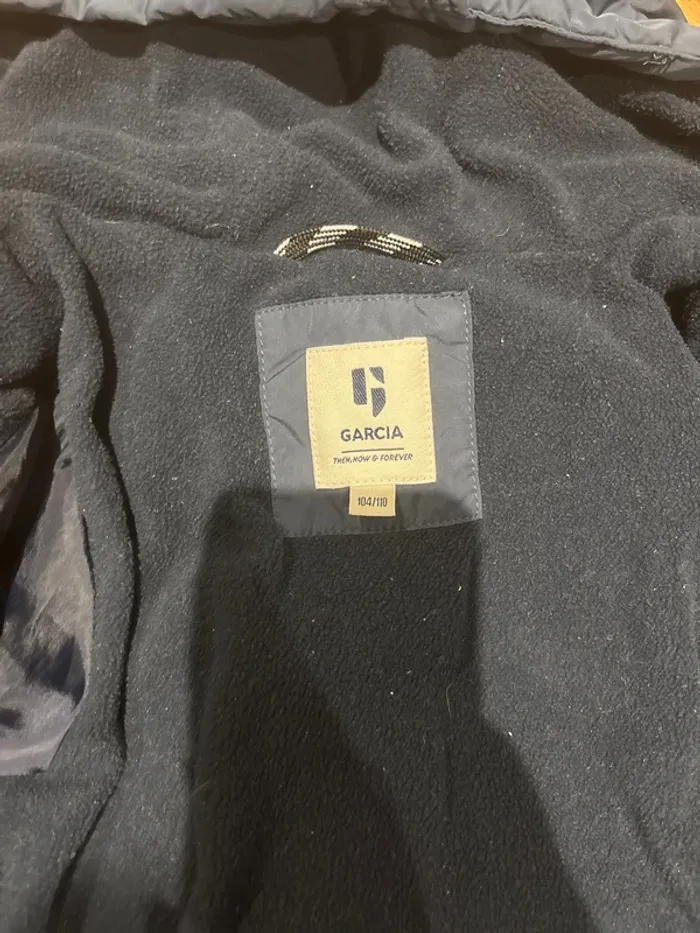 GARCIA
THEN, NOW & FOREVER
104/110